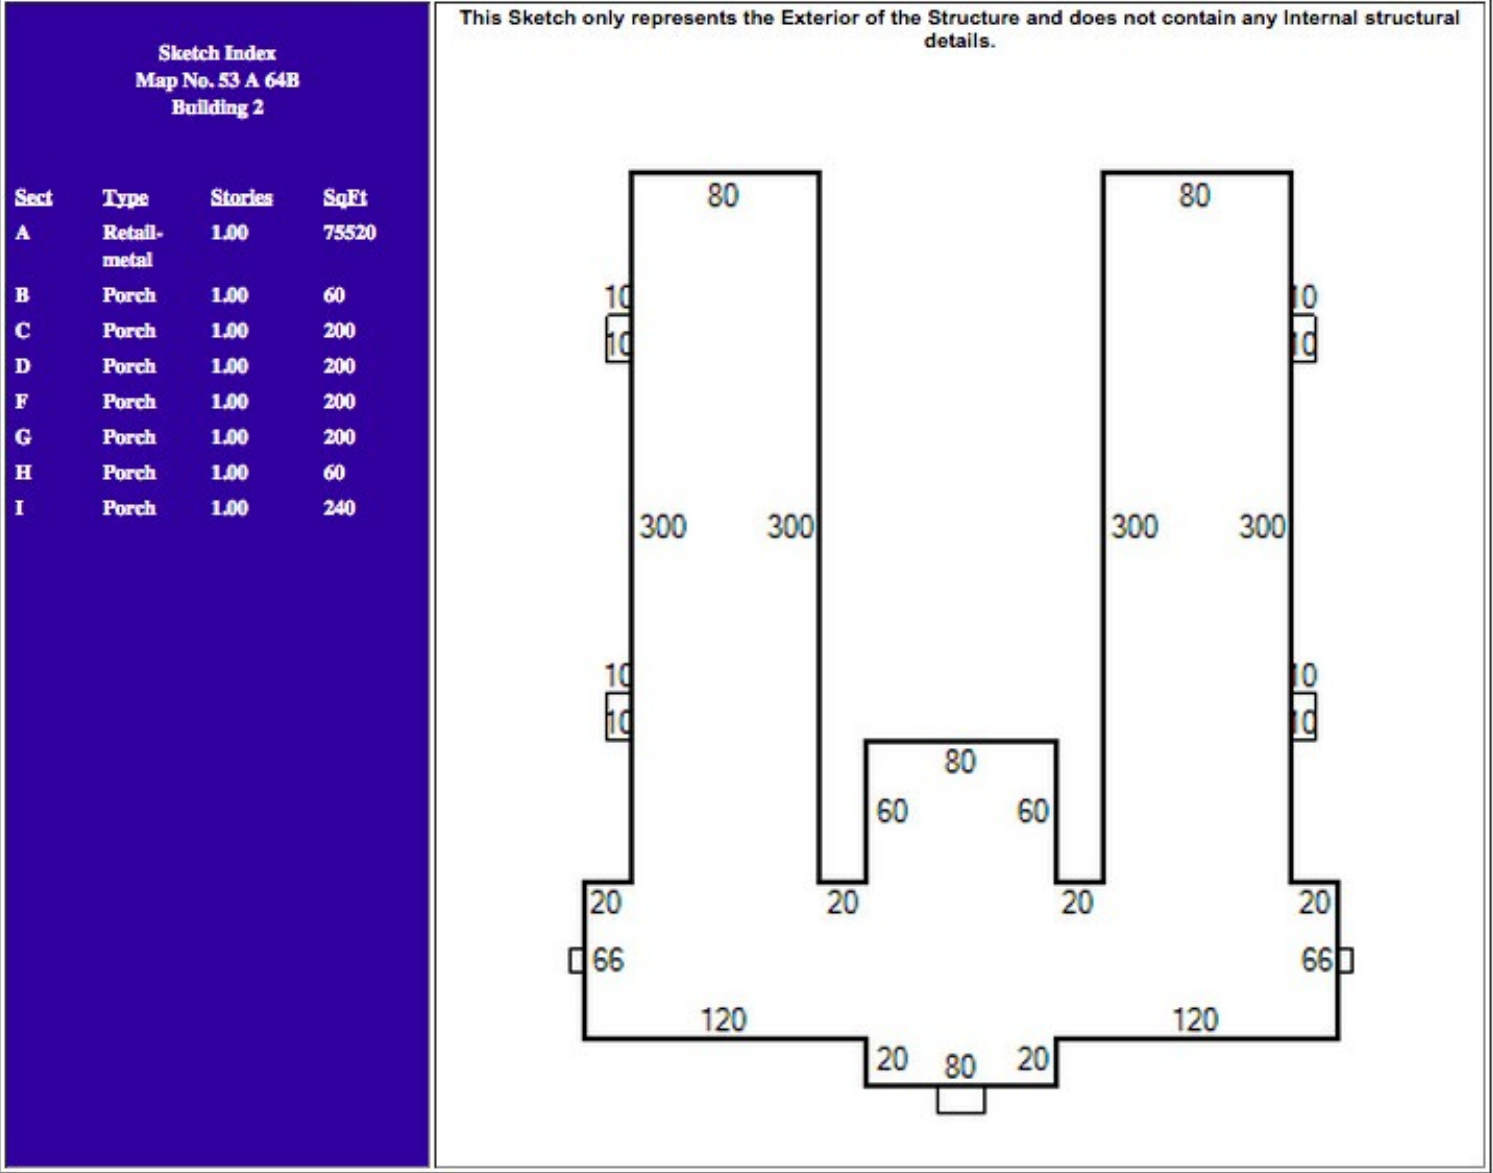 Sketch Index
Map No. 53 A 64B
Building 2
Sect Type Stories SqFt
A Retail- 1.00 75520
metal
B Porch 1.00 60
C Porch 1.00 200
D Porch 1.00 200
F Porch 1.00 200
G Porch 1.00 200
H Porch 1.00 60
I Porch 1.00 240
This Sketch only represents the Exterior of the Structure and does not contain any Internal structural
details.
80 80
10 10
10 10
300 300 300 300
10 10
10 10
80
60 60
20 20 20 20
66 66
120 120
20 80 20